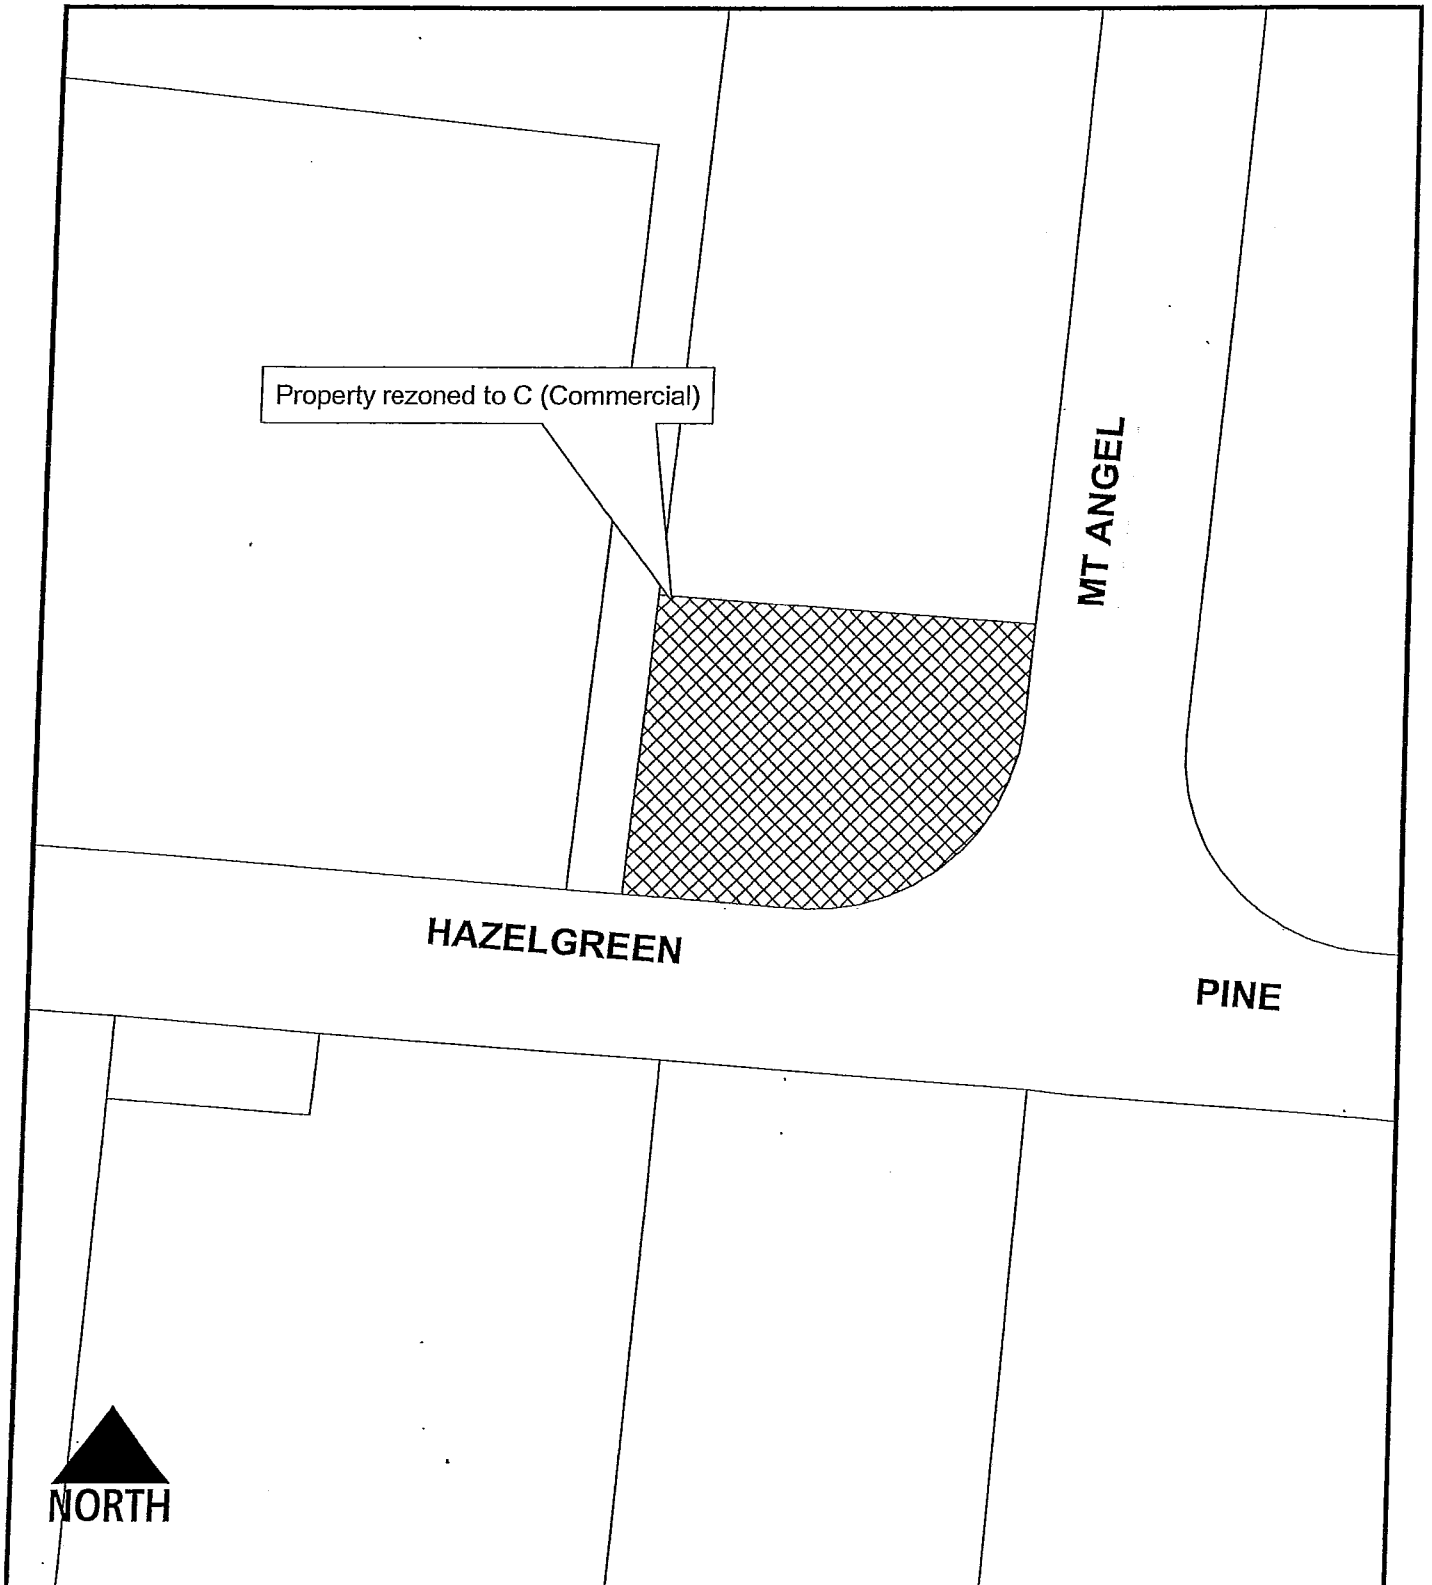 Property rezoned to C (Commercial)
MT ANGEL
HAZELGREEN
PINE
NORTH